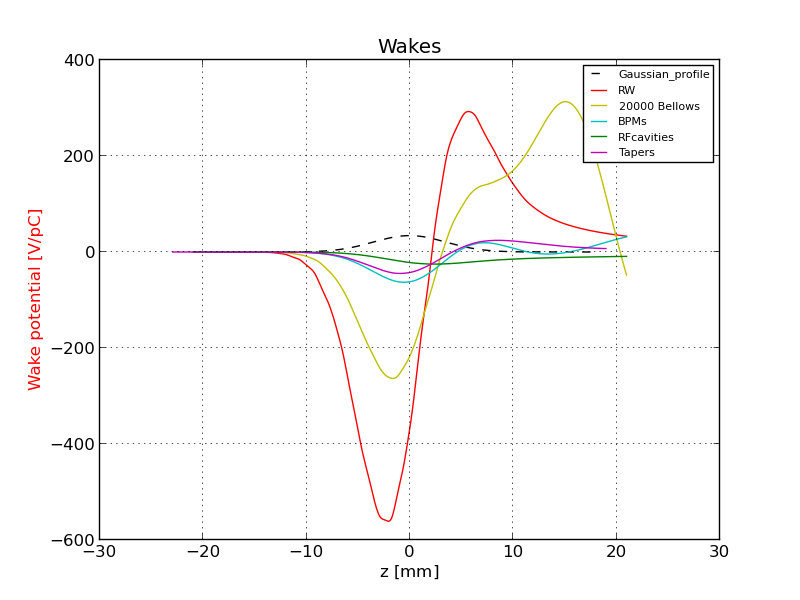 Wakes
400
200
0
−200
−400
−600
Wake potential [V/pC]
Gaussian_profile
RW
20000 Bellows
BPMs
RFcavities
Tapers
−30 −20 −10 0 10 20 30
z [mm]